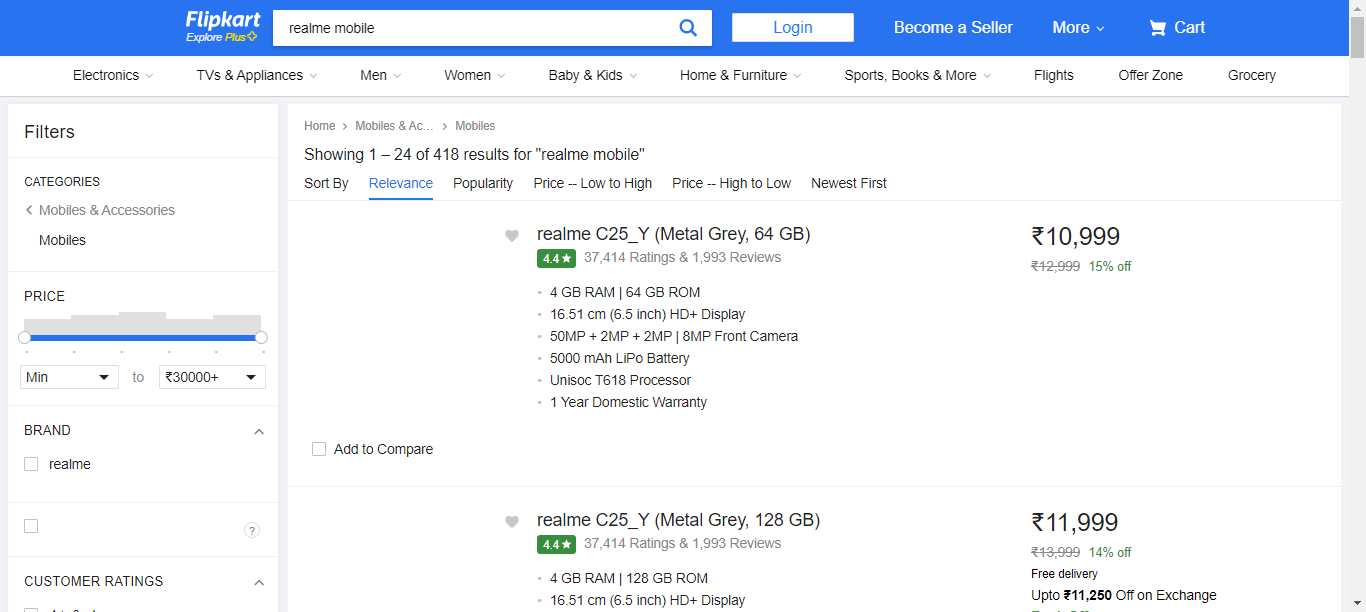 Flipkart
Explore Plus
realme mobile
Login
Become a Seller
More
Cart
Electronics
TVs & Appliances
Men
Women
Baby & Kids
Home & Furniture
Sports, Books & More
Flights
Offer Zone
Grocery
Filters
CATEGORIES
Mobiles & Accessories
Mobiles
PRICE
Min to ₹30000+
BRAND
realme
?
CUSTOMER RATINGS
Home > Mobiles & Ac... > Mobiles
Showing 1 – 24 of 418 results for "realme mobile"
Sort By Relevance Popularity Price -- Low to High Price -- High to Low Newest First
realme C25_Y (Metal Grey, 64 GB)
4.4★ 37,414 Ratings & 1,993 Reviews
4 GB RAM | 64 GB ROM
16.51 cm (6.5 inch) HD+ Display
50MP + 2MP + 2MP | 8MP Front Camera
5000 mAh LiPo Battery
Unisoc T618 Processor
1 Year Domestic Warranty
₹10,999
₹12,999 15% off
Add to Compare
realme C25_Y (Metal Grey, 128 GB)
4.4★ 37,414 Ratings & 1,993 Reviews
4 GB RAM | 128 GB ROM
16.51 cm (6.5 inch) HD+ Display
₹11,999
₹13,999 14% off
Free delivery
Upto ₹11,250 Off on Exchange